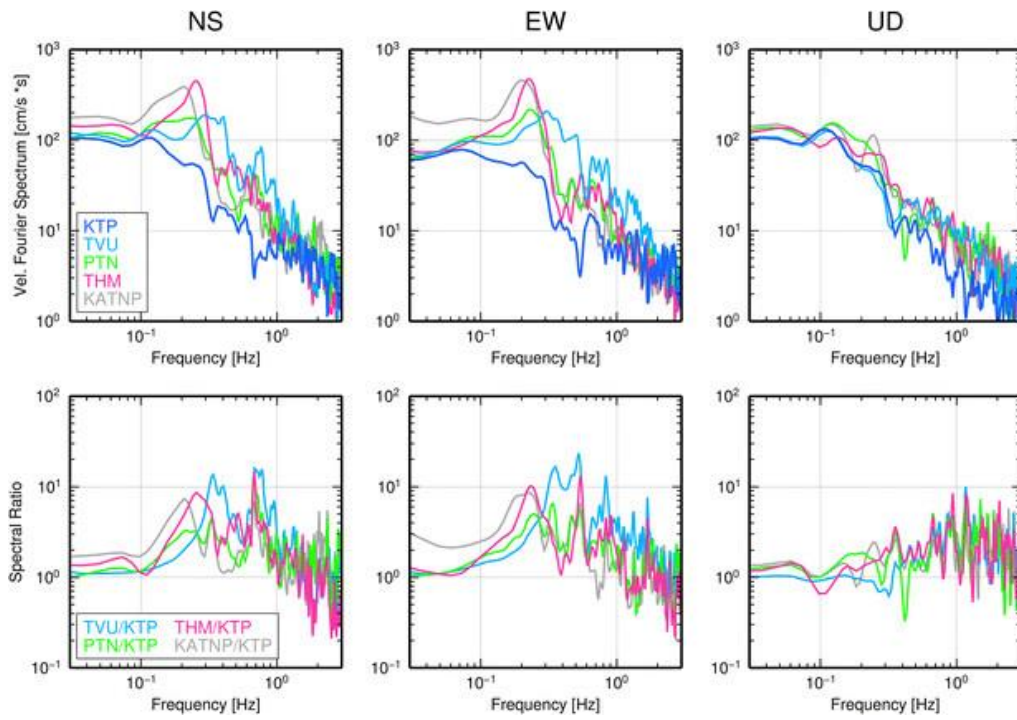 NS EW UD
Vel. Fourier Spectrum [cm/s *s]
10³ 10³ 10³
10² 10² 10²
10¹ 10¹ 10¹
10⁰ 10⁰ 10⁰
KTP
TVU
PTN
THM
KATNP
10⁻¹ 10⁰ 10⁻¹ 10⁰ 10⁻¹ 10⁰
Frequency [Hz] Frequency [Hz] Frequency [Hz]
Spectral Ratio
10² 10² 10²
10¹ 10¹ 10¹
10⁰ 10⁰ 10⁰
10⁻¹ 10⁻¹ 10⁻¹
TVU/KTP THM/KTP
PTN/KTP KATNP/KTP
10⁻¹ 10⁰ 10⁻¹ 10⁰ 10⁻¹ 10⁰
Frequency [Hz] Frequency [Hz] Frequency [Hz]